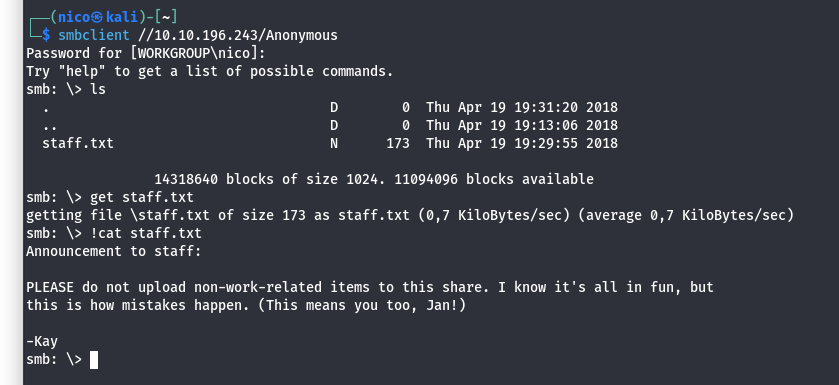 ┌──(nico㉿kali)-[~]
└─$ smbclient //10.10.196.243/Anonymous
Password for [WORKGROUP\nico]:
Try "help" to get a list of possible commands.
smb: \> ls
  .                                   D        0  Thu Apr 19 19:31:20 2018
  ..                                  D        0  Thu Apr 19 19:13:06 2018
  staff.txt                           N      173  Thu Apr 19 19:29:55 2018

                14318640 blocks of size 1024. 11094096 blocks available
smb: \> get staff.txt
getting file \staff.txt of size 173 as staff.txt (0,7 KiloBytes/sec) (average 0,7 KiloBytes/sec)
smb: \> !cat staff.txt
Announcement to staff:

PLEASE do not upload non-work-related items to this share. I know it's all in fun, but
this is how mistakes happen. (This means you too, Jan!)

-Kay
smb: \>